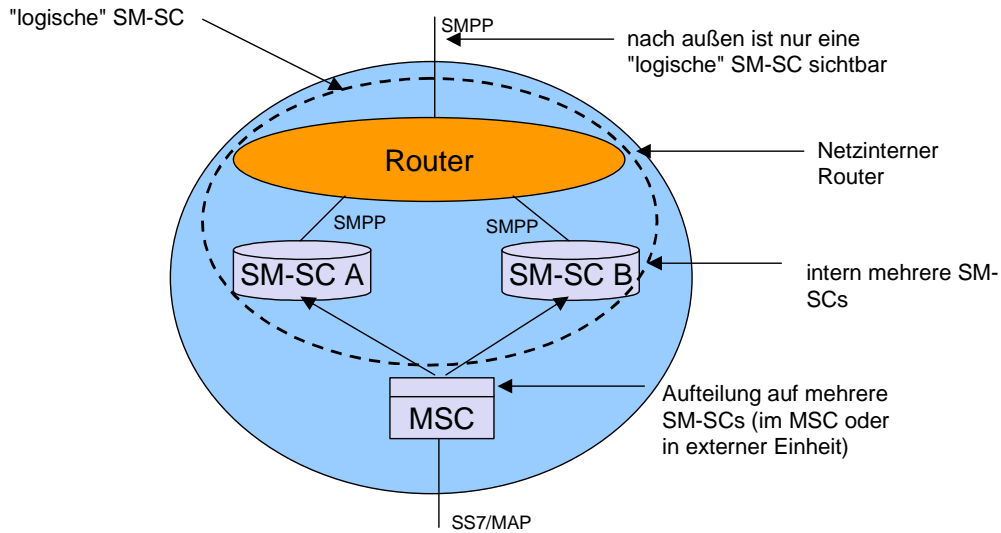 "logische" SM-SC
SMPP
nach außen ist nur eine
"logische" SM-SC sichtbar
Router
Netzinterner
Router
SMPP
SMPP
SM-SC A
SM-SC B
intern mehrere SM-
SCs
MSC
Aufteilung auf mehrere
SM-SCs (im MSC oder
in externer Einheit)
SS7/MAP